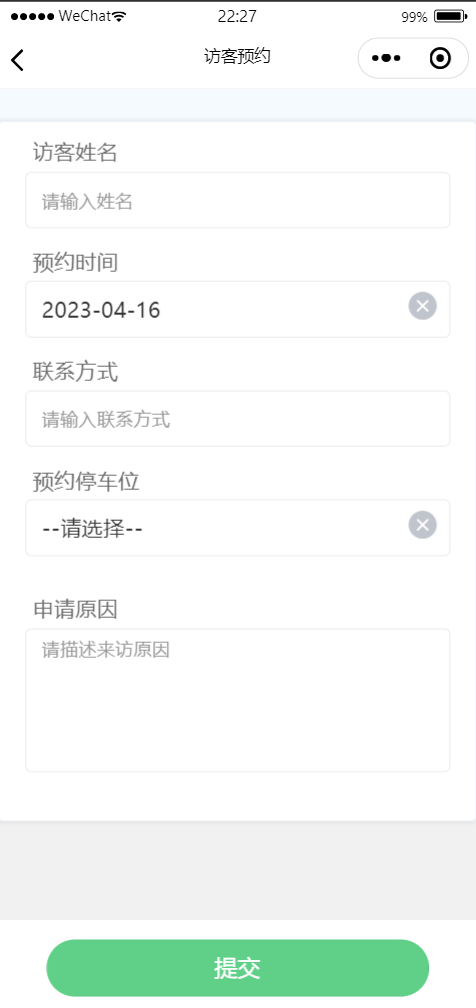 WeChat 22:27 99%
访客预约
访客姓名
请输入姓名
预约时间
2023-04-16
联系方式
请输入联系方式
预约停车位
--请选择--
申请原因
请描述来访原因
提交